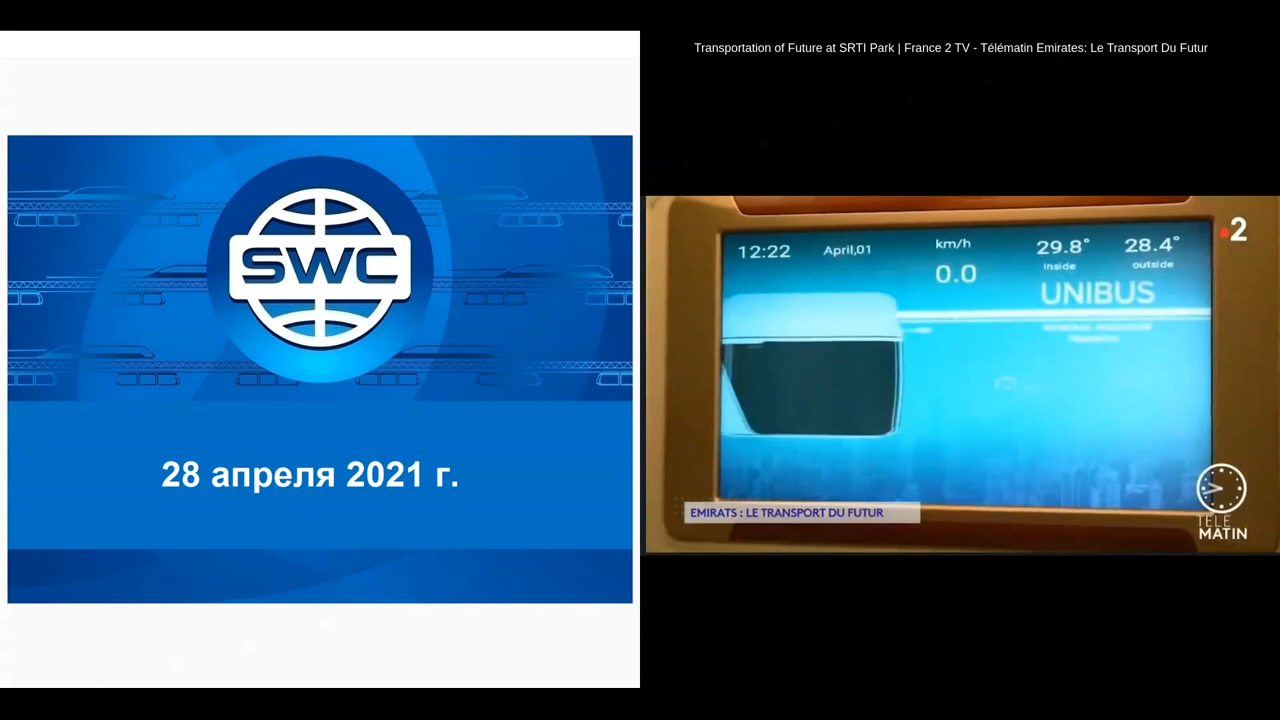 SWC
28 апреля 2021 г.
Transportation of Future at SRTI Park | France 2 TV - Télématin Emirates: Le Transport Du Futur
2
12:22
April,01
km/h
0.0
29.8°
inside
28.4°
outside
UNIBUS
EMIRATS : LE TRANSPORT DU FUTUR
TÉLÉ
MATIN